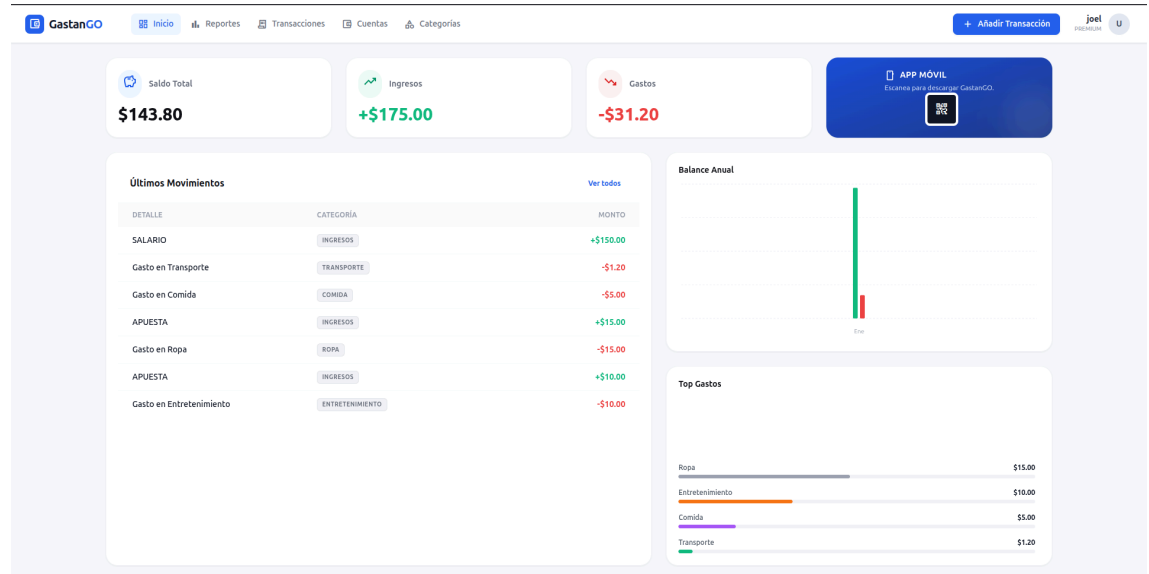 GastanGO Inicio Reportes Transacciones Cuentas Categorías + Añadir Transacción joel U
PREMIUM
Saldo Total
$143.80
Ingresos
+$175.00
Gastos
-$31.20
APP MÓVIL
Escanea para descargar GastanGO.
Últimos Movimientos Ver todos
DETALLE CATEGORÍA MONTO
SALARIO INGRESOS +$150.00
Gasto en Transporte TRANSPORTE -$1.20
Gasto en Comida COMIDA -$5.00
APUESTA INGRESOS +$15.00
Gasto en Ropa ROPA -$15.00
APUESTA INGRESOS +$10.00
Gasto en Entretenimiento ENTRETENIMIENTO -$10.00
Balance Anual
Ene
Top Gastos
Ropa $15.00
Entretenimiento $10.00
Comida $5.00
Transporte $1.20